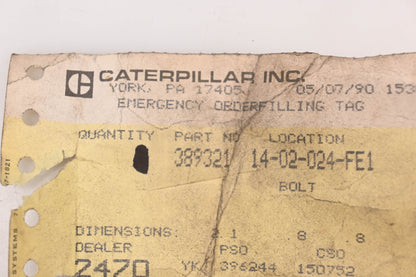 CATERPILLAR INC.
YORK, PA 17405 05/07/90 153
EMERGENCY ORDERFILLING TAG
QUANTITY PART NO LOCATION
389321 14-02-024-FE1
BOLT
DIMENSIONS: 2.1 .8 .8
DEALER PSO CSO
2470 YK 396244 150752
SYSTEMS